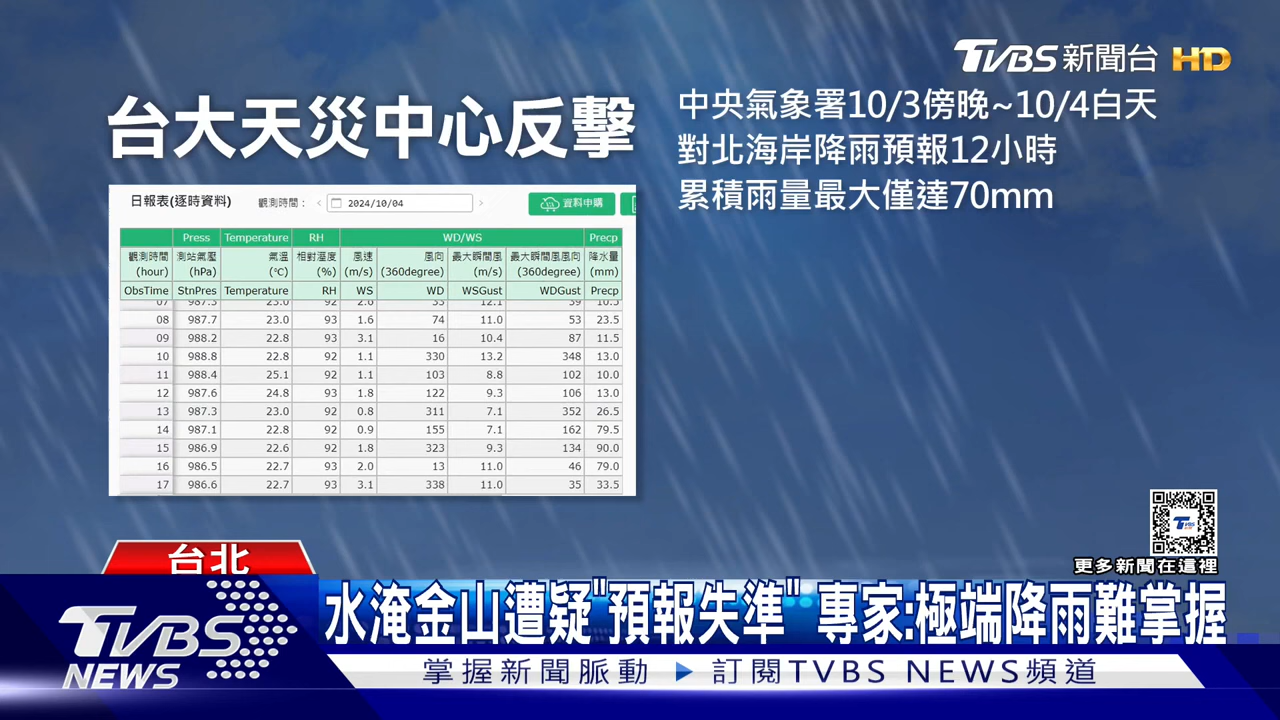 TVBS新聞台 HD
台大天災中心反擊
中央氣象署10/3傍晚~10/4白天
對北海岸降雨預報12小時
累積雨量最大僅達70mm
日報表(逐時資料) 觀測時間： < 2024/10/04 > 資料申購
Press Temperature RH WD/WS Precp
觀測時間 測站氣壓 氣溫 相對溼度 風速 風向 最大瞬間風 最大瞬間風風向 降水量
(hour) (hPa) (℃) (%) (m/s) (360degree) (m/s) (360degree) (mm)
ObsTime StnPres Temperature RH WS WD WSGust WDGust Precp
07 987.3 23.0 92 2.6 33 12.1 39 10.5
08 987.7 23.0 93 1.6 74 11.0 53 23.5
09 988.2 22.8 93 3.1 16 10.4 87 11.5
10 988.8 22.8 92 1.1 330 13.2 348 13.0
11 988.4 25.1 92 1.1 103 8.8 102 10.0
12 987.6 24.8 93 1.8 122 9.3 106 13.0
13 987.3 23.0 92 0.8 311 7.1 352 26.5
14 987.1 22.8 92 0.9 155 7.1 162 79.5
15 986.9 22.6 92 1.8 323 9.3 134 90.0
16 986.5 22.7 93 2.0 13 11.0 46 79.0
17 986.6 22.7 93 3.1 338 11.0 35 33.5
TVBS
更多新聞在這裡
台北
水淹金山遭疑"預報失準" 專家:極端降雨難掌握
TVBS NEWS
掌握新聞脈動 ▶ 訂閱TVBS NEWS頻道